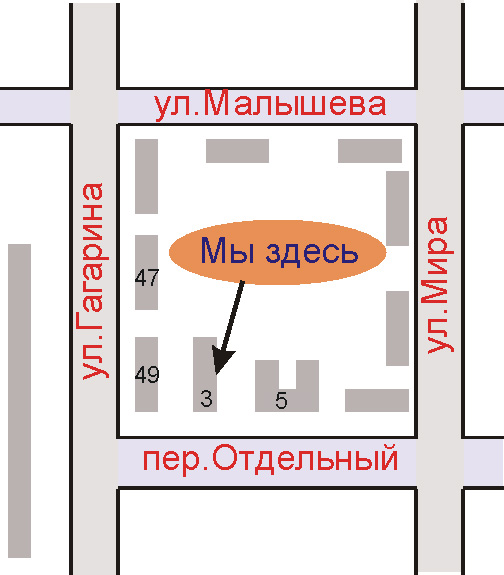 ул.Малышева
ул.Гагарина
Мы здесь
ул.Мира
47
49
3
5
пер.Отдельный